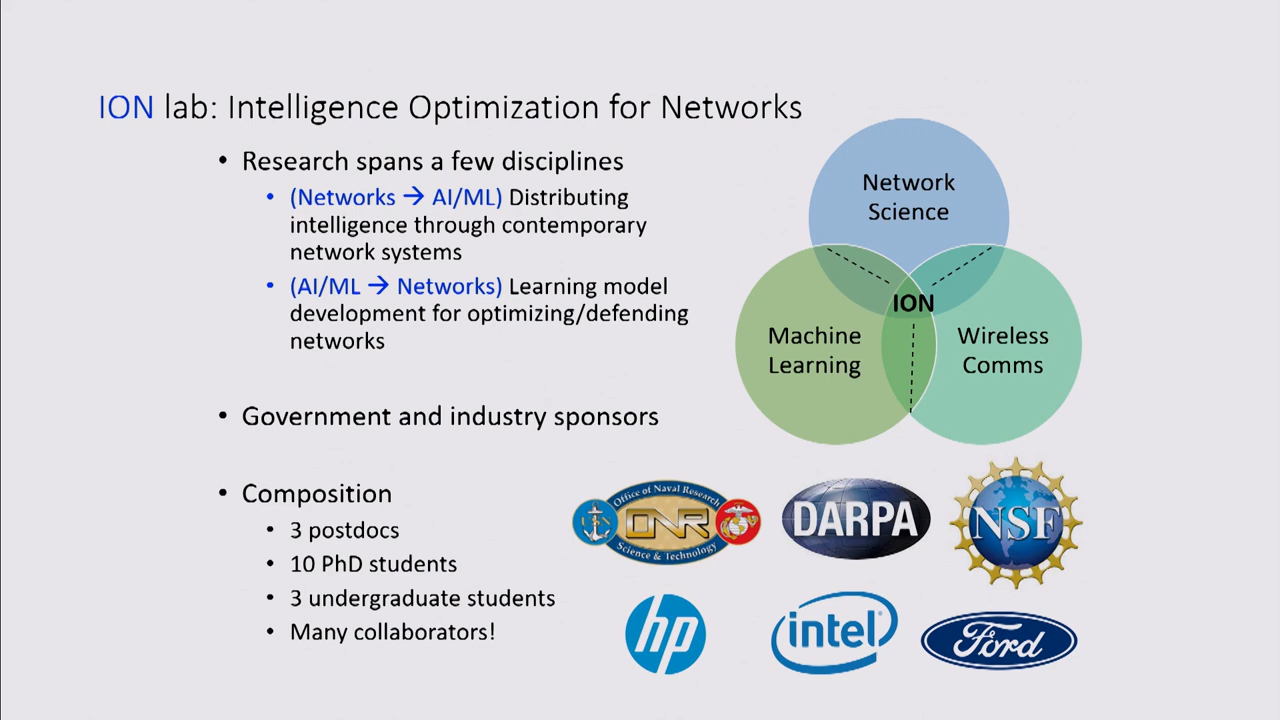 ION lab: Intelligence Optimization for Networks
• Research spans a few disciplines
• (Networks → AI/ML) Distributing
intelligence through contemporary
network systems
• (AI/ML → Networks) Learning model
development for optimizing/defending
networks
• Government and industry sponsors
• Composition
• 3 postdocs
• 10 PhD students
• 3 undergraduate students
• Many collaborators!
Network
Science
ION
Machine
Learning
Wireless
Comms
Office of Naval Research
USN
ONR
Science & Technology
DARPA
NSF
hp
intel®
Ford